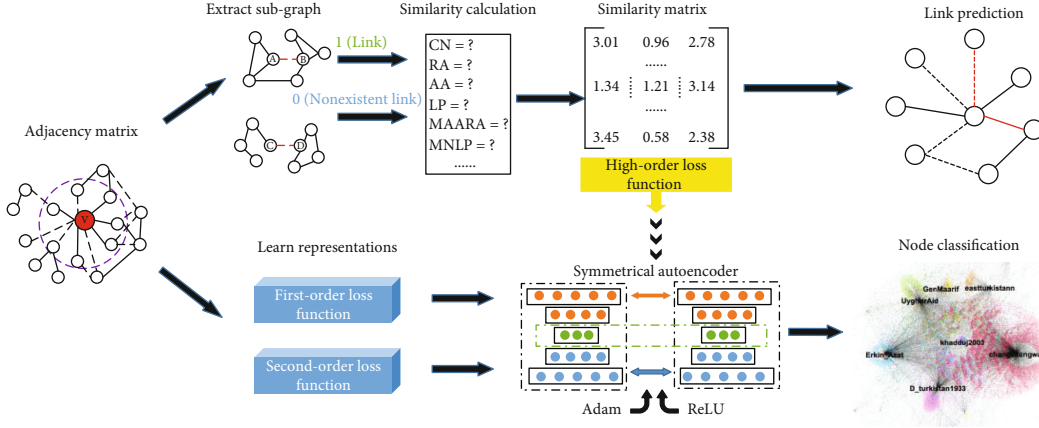 Extract sub-graph
Similarity calculation
Similarity matrix
Link prediction
1 (Link)
A
B
0 (Nonexistent link)
C
D
CN = ?
RA = ?
AA = ?
LP = ?
MAARA = ?
MNLP = ?
......
3.01 0.96 2.78
......
1.34 1.21 3.14
......
3.45 0.58 2.38
High-order loss
function
Adjacency matrix
V
Learn representations
First-order loss
function
Second-order loss
function
Symmetrical autoencoder
Adam
ReLU
Node classification
GenMaarif
eastturkistann
UyghurAid
khadduj2003
Erkin_Azat
D_turkistan1933